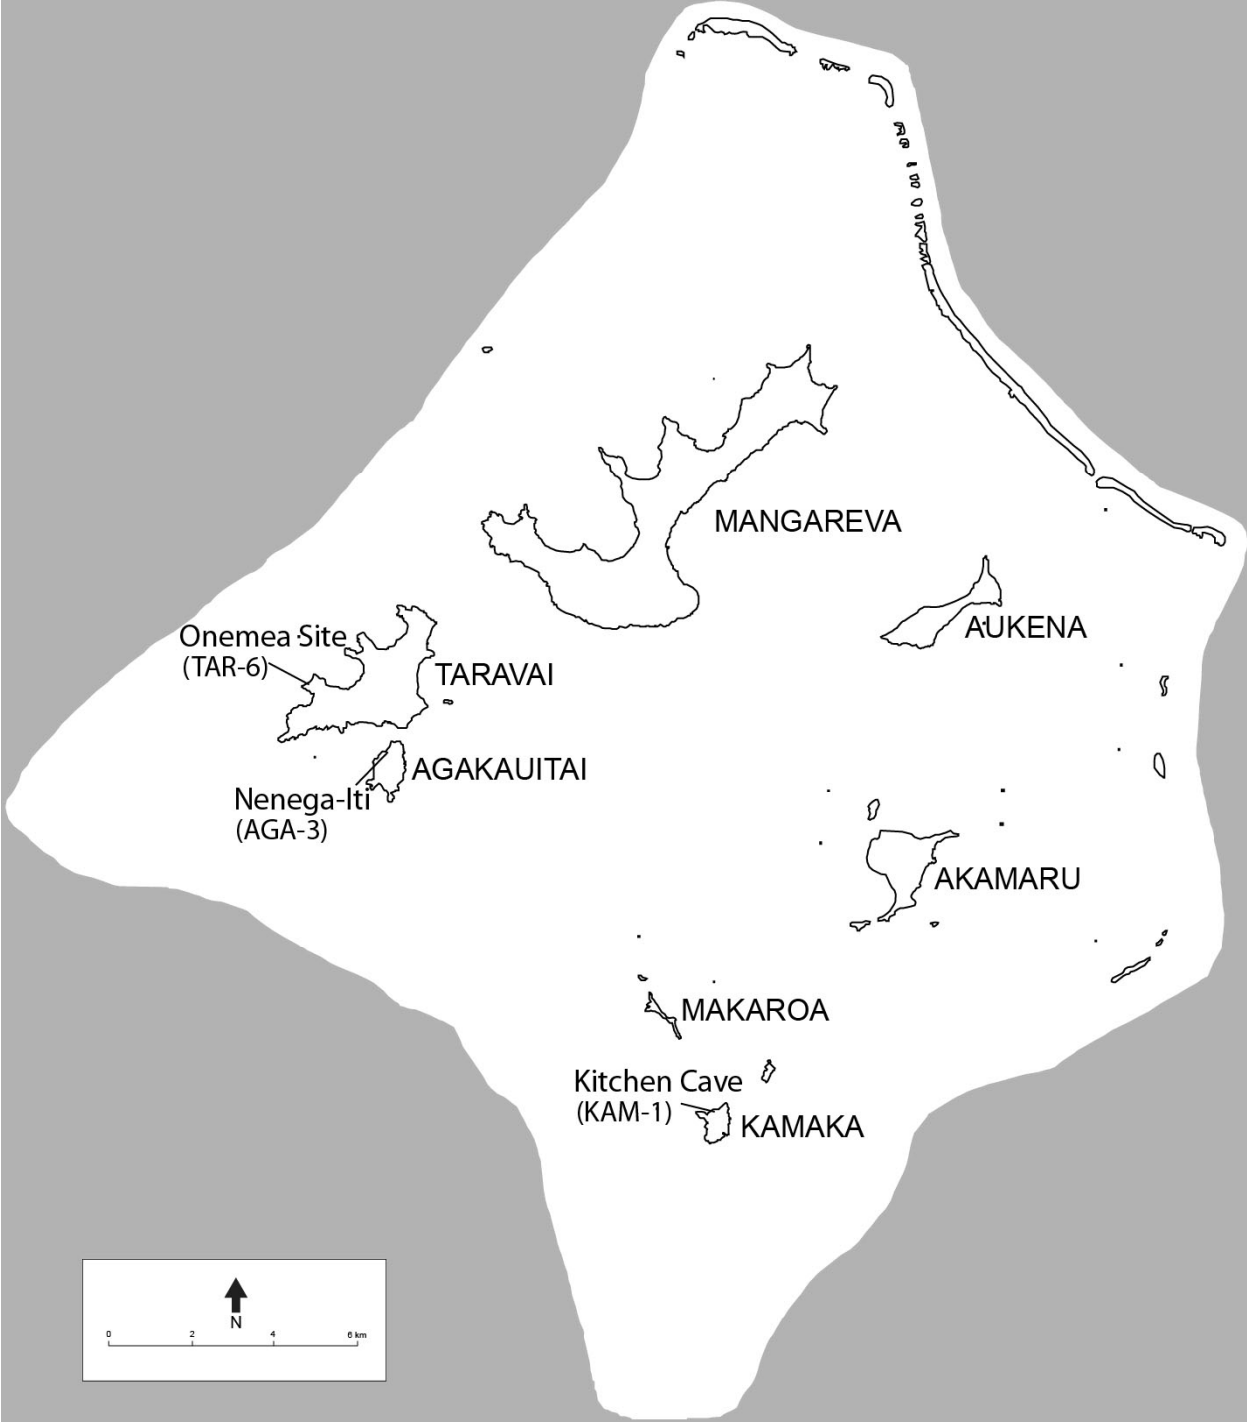 MANGAREVA
AUKENA
Onemea Site
(TAR-6)
TARAVAI
AGAKAUITAI
Nenega-Iti
(AGA-3)
AKAMARU
MAKAROA
Kitchen Cave
(KAM-1)
KAMAKA
N
0 2 4 6 km